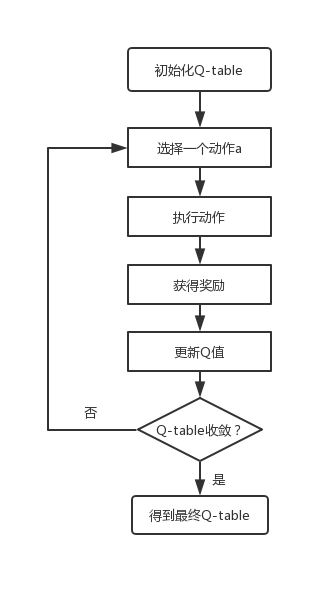 初始化Q-table
选择一个动作a
执行动作
获得奖励
更新Q值
Q-table收敛？
否
是
得到最终Q-table